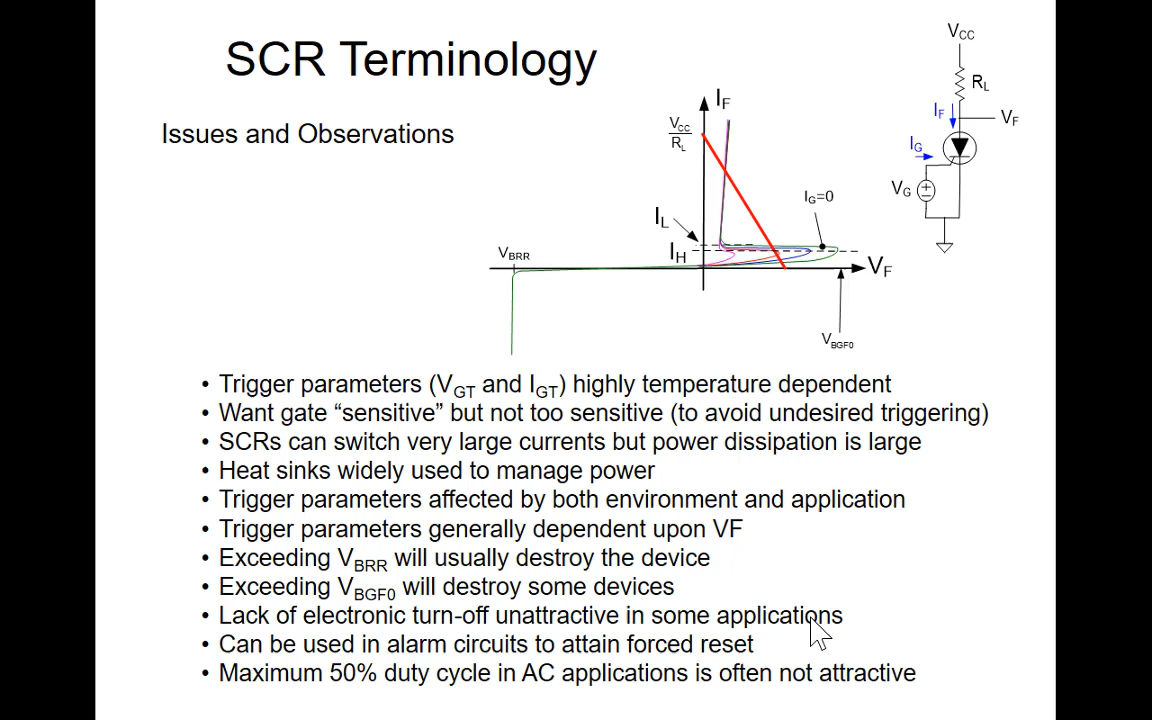 SCR Terminology
Issues and Observations
VCC
RL
IF
VF
IG
VG
IF
VCC
RL
IG=0
IL
IH
VBRR
VF
VBGF0
• Trigger parameters (VGT and IGT) highly temperature dependent
• Want gate “sensitive” but not too sensitive (to avoid undesired triggering)
• SCRs can switch very large currents but power dissipation is large
• Heat sinks widely used to manage power
• Trigger parameters affected by both environment and application
• Trigger parameters generally dependent upon VF
• Exceeding VBRR will usually destroy the device
• Exceeding VBGF0 will destroy some devices
• Lack of electronic turn-off unattractive in some applications
• Can be used in alarm circuits to attain forced reset
• Maximum 50% duty cycle in AC applications is often not attractive